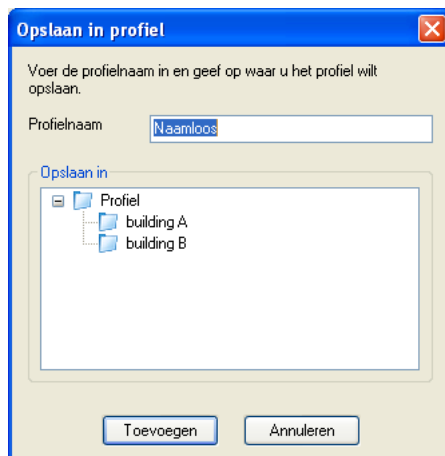 Opslaan in profiel
Voer de profielnaam in en geef op waar u het profiel wilt
opslaan.
Profielnaam Naamloos
Opslaan in
Profiel
building A
building B
Toevoegen Annuleren